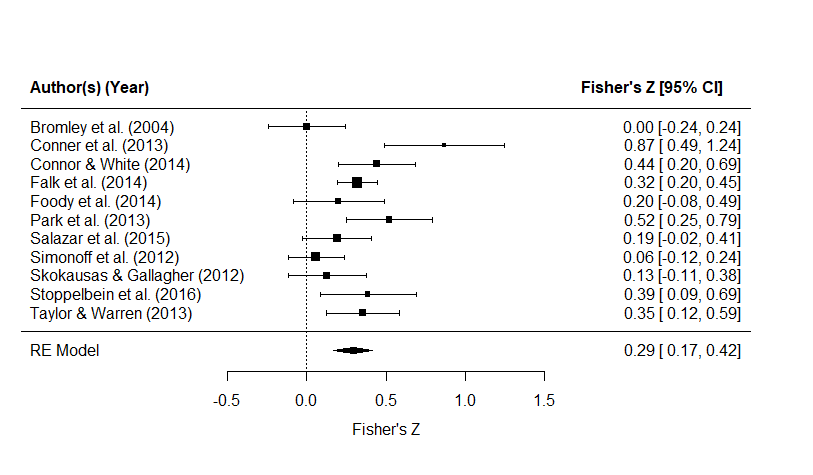 Author(s) (Year) Fisher's Z [95% CI]
Bromley et al. (2004) 0.00 [-0.24, 0.24]
Conner et al. (2013) 0.87 [ 0.49, 1.24]
Connor & White (2014) 0.44 [ 0.20, 0.69]
Falk et al. (2014) 0.32 [ 0.20, 0.45]
Foody et al. (2014) 0.20 [-0.08, 0.49]
Park et al. (2013) 0.52 [ 0.25, 0.79]
Salazar et al. (2015) 0.19 [-0.02, 0.41]
Simonoff et al. (2012) 0.06 [-0.12, 0.24]
Skokausas & Gallagher (2012) 0.13 [-0.11, 0.38]
Stoppelbein et al. (2016) 0.39 [ 0.09, 0.69]
Taylor & Warren (2013) 0.35 [ 0.12, 0.59]
RE Model 0.29 [ 0.17, 0.42]
-0.5 0.0 0.5 1.0 1.5
Fisher's Z